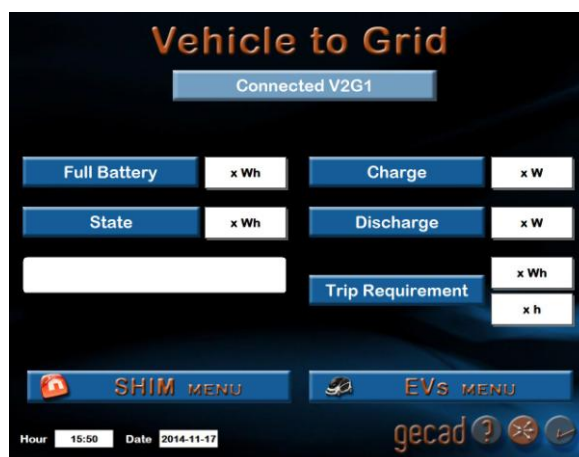 Vehicle to Grid
Connected V2G1
Full Battery x Wh Charge x W
State x Wh Discharge x W
Trip Requirement x Wh
x h
SHIM MENU EVs MENU
gecad ?
Hour 15:50 Date 2014-11-17